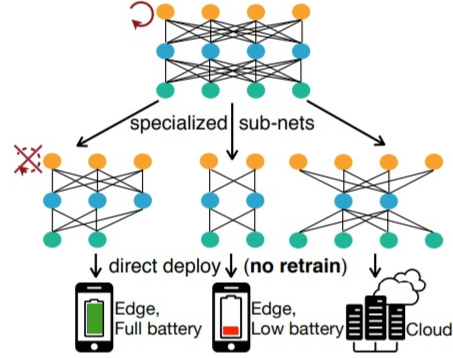 specialized sub-nets
direct deploy (no retrain)
Edge,
Full battery
Edge,
Low battery
Cloud